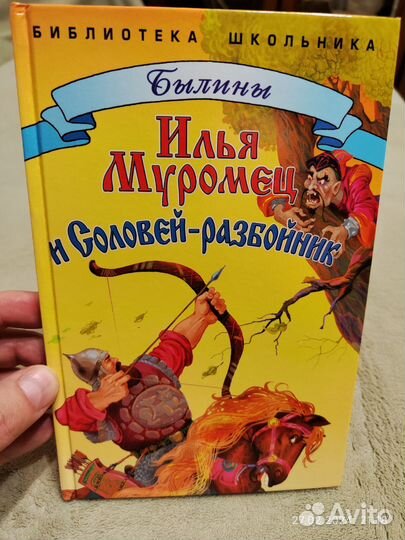 БИБЛИОТЕКА ШКОЛЬНИКА
Былины
Илья
Муромец
и Соловей-разбойник
Avito